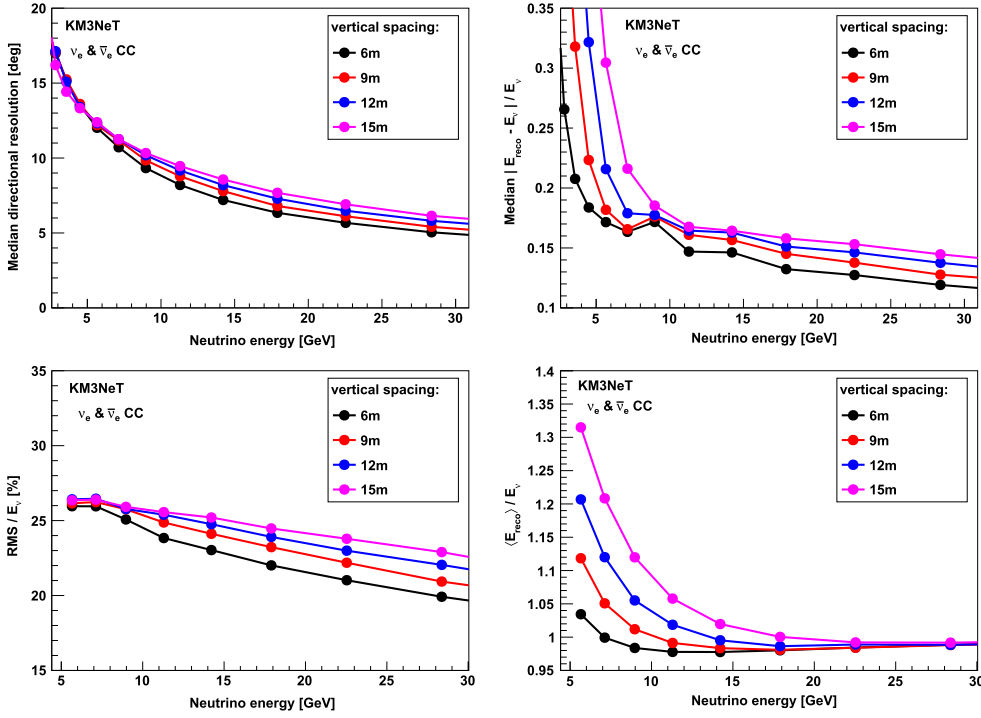 KM3NeT
νe & ν̅e CC
vertical spacing:
6m
9m
12m
15m
Median directional resolution [deg]
20
15
10
5
0
5 10 15 20 25 30
Neutrino energy [GeV]
KM3NeT
νe & ν̅e CC
vertical spacing:
6m
9m
12m
15m
Median | Ereco - Eν | / Eν
0.35
0.3
0.25
0.2
0.15
0.1
5 10 15 20 25 30
Neutrino energy [GeV]
KM3NeT
νe & ν̅e CC
vertical spacing:
6m
9m
12m
15m
RMS / Eν [%]
35
30
25
20
15
5 10 15 20 25 30
Neutrino energy [GeV]
KM3NeT
νe & ν̅e CC
vertical spacing:
6m
9m
12m
15m
⟨Ereco⟩ / Eν
1.4
1.35
1.3
1.25
1.2
1.15
1.1
1.05
1
0.95
5 10 15 20 25 30
Neutrino energy [GeV]